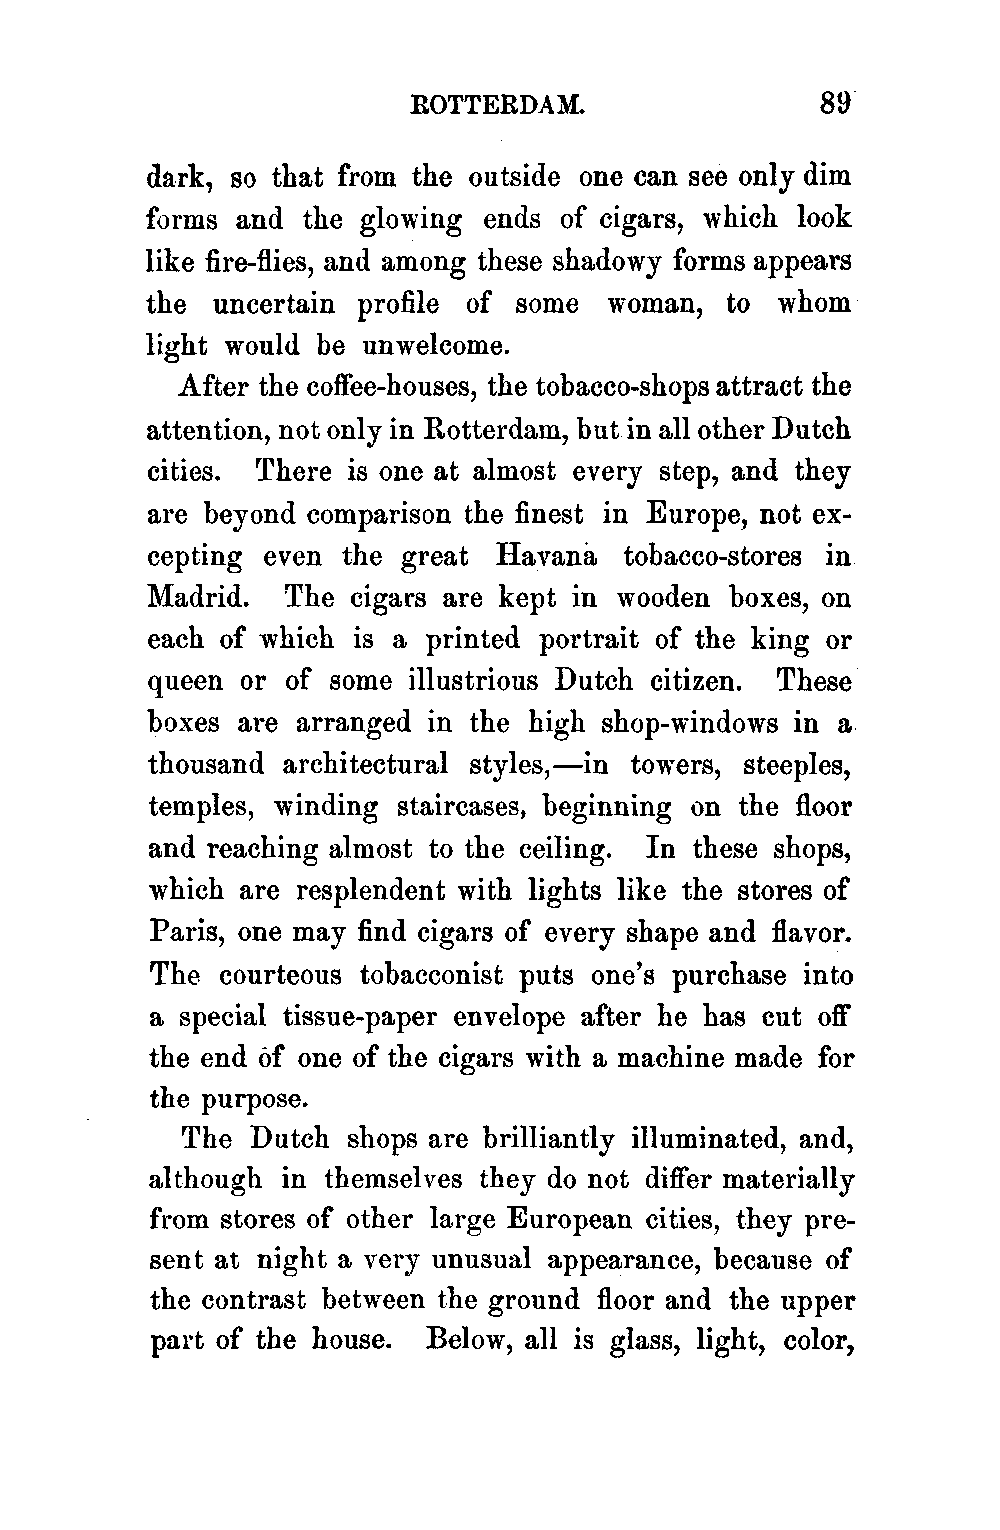 ROTTERDAM. 89
dark, so that from the outside one can see only dim
forms and the glowing ends of cigars, which look
like fire-flies, and among these shadowy forms appears
the uncertain profile of some woman, to whom
light would be unwelcome.
After the coffee-houses, the tobacco-shops attract the
attention, not only in Rotterdam, but in all other Dutch
cities. There is one at almost every step, and they
are beyond comparison the finest in Europe, not ex-
cepting even the great Havana tobacco-stores in
Madrid. The cigars are kept in wooden boxes, on
each of which is a printed portrait of the king or
queen or of some illustrious Dutch citizen. These
boxes are arranged in the high shop-windows in a
thousand architectural styles,—in towers, steeples,
temples, winding staircases, beginning on the floor
and reaching almost to the ceiling. In these shops,
which are resplendent with lights like the stores of
Paris, one may find cigars of every shape and flavor.
The courteous tobacconist puts one's purchase into
a special tissue-paper envelope after he has cut off
the end of one of the cigars with a machine made for
the purpose.
The Dutch shops are brilliantly illuminated, and,
although in themselves they do not differ materially
from stores of other large European cities, they pre-
sent at night a very unusual appearance, because of
the contrast between the ground floor and the upper
part of the house. Below, all is glass, light, color,